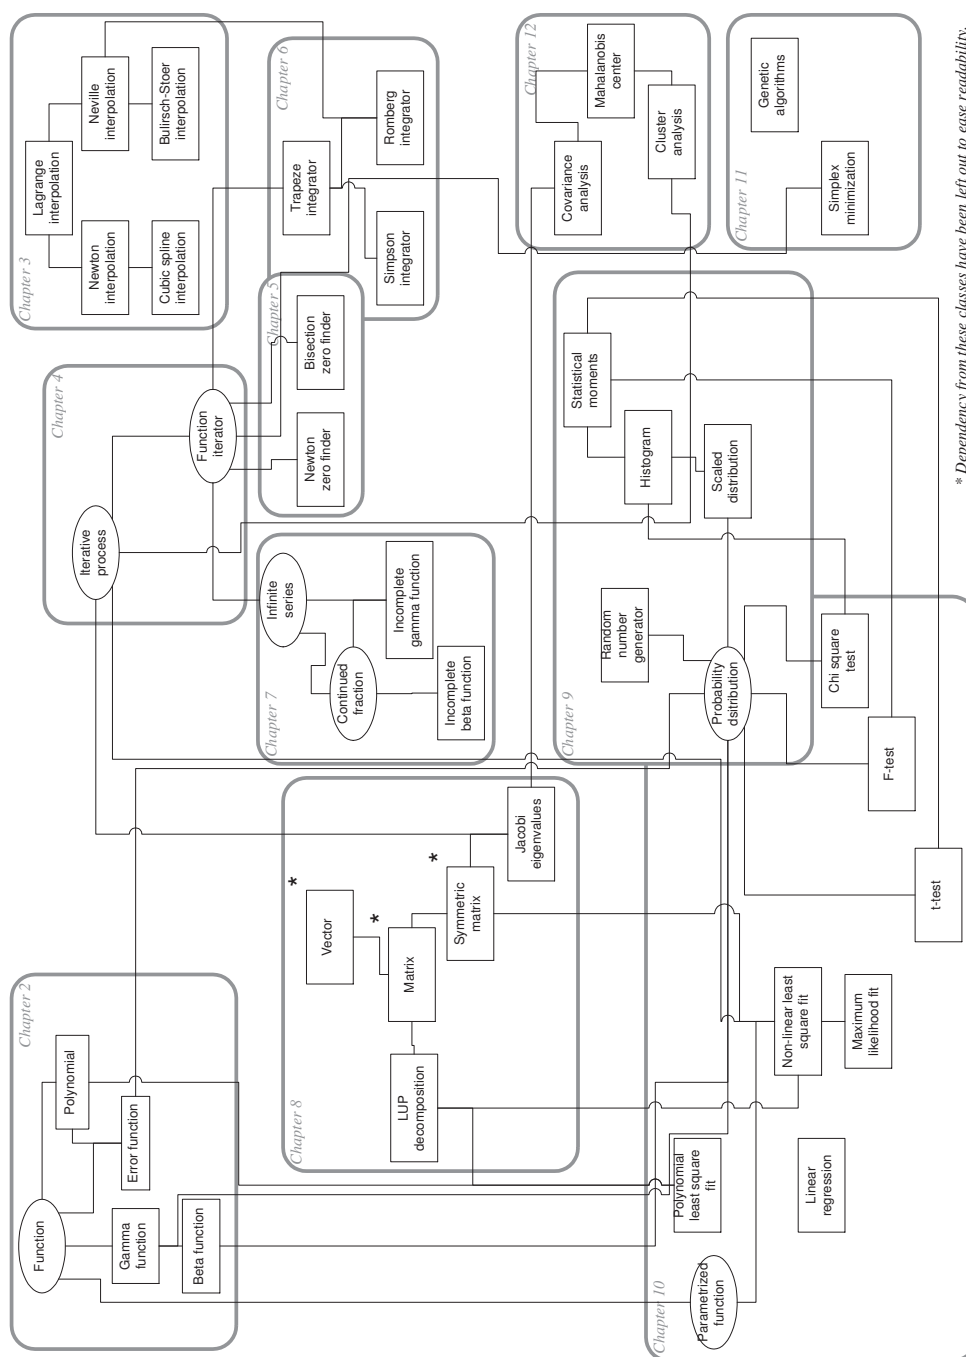 Chapter 2
Function
Polynomial
Error function
Gamma
function
Beta function
Chapter 4
Iterative
process
Function
iterator
Chapter 3
Lagrange
interpolation
Newton
interpolation
Neville
interpolation
Cubic spline
interpolation
Bulirsch-Stoer
interpolation
Chapter 8
Vector
*
Matrix
*
LUP
decomposition
Symmetric
matrix
*
Jacobi
eigenvalues
Chapter 7
Infinite
series
Continued
fraction
Incomplete
gamma function
Incomplete
beta function
Chapter 5
Newton
zero finder
Bisection
zero finder
Chapter 6
Trapeze
integrator
Simpson
integrator
Romberg
integrator
Chapter 10
Parametrized
function
Polynomial
least square
fit
Linear
regression
Non-linear least
square fit
Maximum
likelihood fit
t-test
F-test
Chi square
test
Chapter 9
Random
number
generator
Probability
dsitribution
Statistical
moments
Histogram
Scaled
distribution
Chapter 12
Covariance
analysis
Mahalanobis
center
Cluster
analysis
Chapter 11
Simplex
minimization
Genetic
algorithms
* Dependency from these classes have been left out to ease readability.